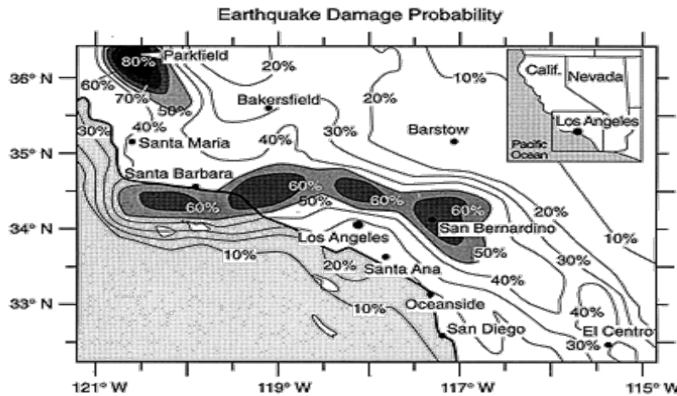 Earthquake Damage Probability
36° N
35° N
34° N
33° N
121° W
119° W
117° W
115° W
80%
Parkfield
60%
70%
50%
40%
30%
20%
Bakersfield
20%
10%
Calif.
Nevada
Los Angeles
Pacific
Ocean
Santa Maria
40%
30%
Barstow
Santa Barbara
60%
60%
50%
60%
60%
San Bernardino
20%
10%
Los Angeles
50%
10%
20%
Santa Ana
40%
30%
10%
Oceanside
40%
San Diego
El Centro
30%